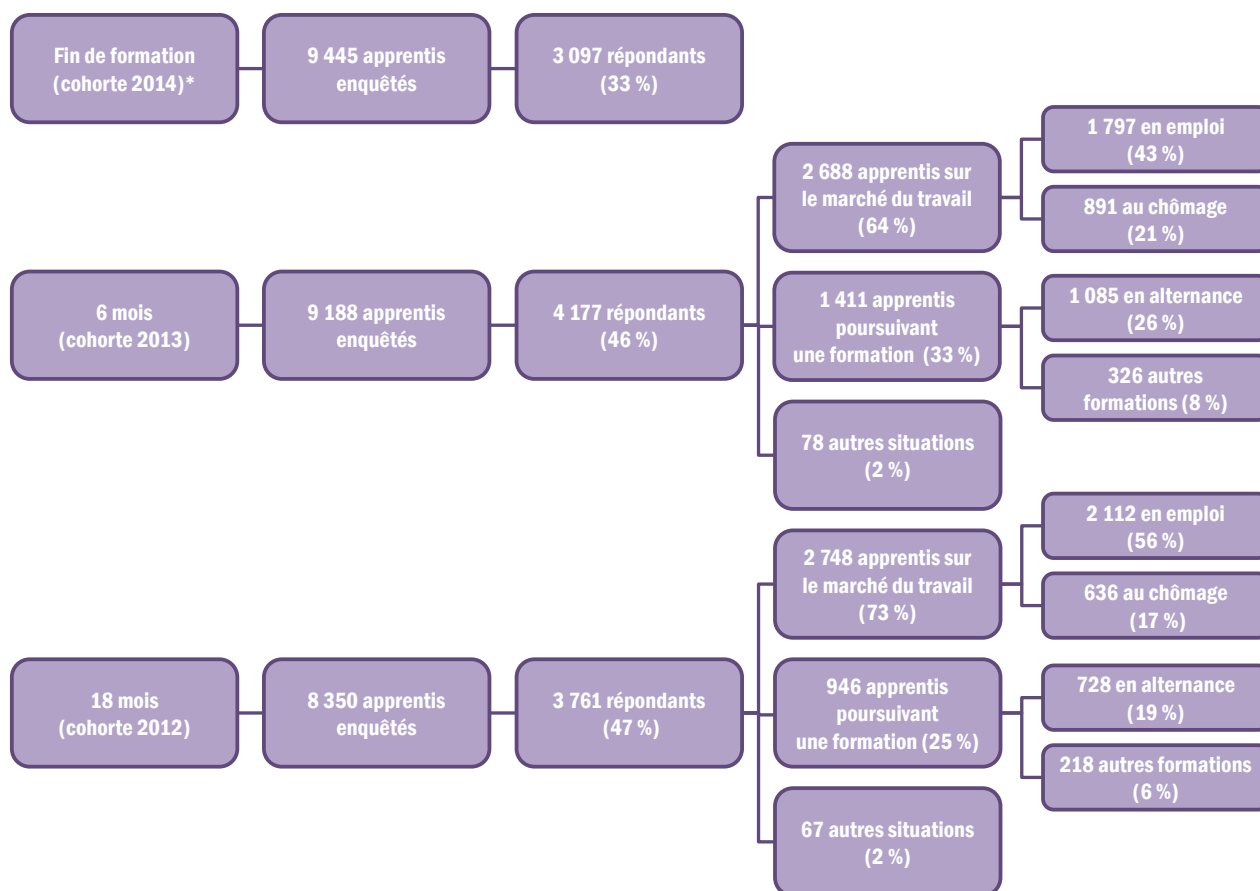 Fin de formation
(cohorte 2014)*
9 445 apprentis
enquêtés
3 097 répondants
(33 %)
6 mois
(cohorte 2013)
9 188 apprentis
enquêtés
4 177 répondants
(46 %)
2 688 apprentis sur
le marché du travail
(64 %)
1 797 en emploi
(43 %)
891 au chômage
(21 %)
1 411 apprentis
poursuivant
une formation (33 %)
1 085 en alternance
(26 %)
326 autres
formations (8 %)
78 autres situations
(2 %)
18 mois
(cohorte 2012)
8 350 apprentis
enquêtés
3 761 répondants
(47 %)
2 748 apprentis sur
le marché du travail
(73 %)
2 112 en emploi
(56 %)
636 au chômage
(17 %)
946 apprentis
poursuivant
une formation (25 %)
728 en alternance
(19 %)
218 autres formations
(6 %)
67 autres situations
(2 %)